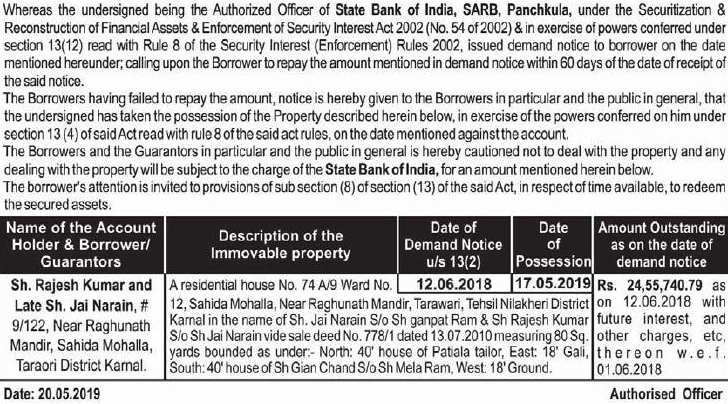 Whereas the undersigned being the Authorized Officer of State Bank of India, SARB, Panchkula, under the Securitization &
Reconstruction of Financial Assets & Enforcement of Security Interest Act 2002 (No. 54 of 2002) & in exercise of powers conferred under
section 13(12) read with Rule 8 of the Security Interest (Enforcement) Rules 2002, issued demand notice to borrower on the date
mentioned hereunder; calling upon the Borrower to repay the amount mentioned in demand notice within 60 days of the date of receipt of
the said notice.
The Borrowers having failed to repay the amount, notice is hereby given to the Borrowers in particular and the public in general, that
the undersigned has taken the possession of the Property described herein below, in exercise of the powers conferred on him under
section 13 (4) of said Act read with rule 8 of the said act rules, on the date mentioned against the account.
The Borrowers and the Guarantors in particular and the public in general is hereby cautioned not to deal with the property and any
dealing with the property will be subject to the charge of the State Bank of India, for an amount mentioned herein below.
The borrower's attention is invited to provisions of sub section (8) of section (13) of the said Act, in respect of time available, to redeem
the secured assets.
Name of the Account
Holder & Borrower/
Guarantors
Description of the
Immovable property
Date of
Demand Notice
u/s 13(2)
Date
of
Possession
Amount Outstanding
as on the date of
demand notice
Sh. Rajesh Kumar and
Late Sh. Jai Narain, #
9/122, Near Raghunath
Mandir, Sahida Mohalla,
Taraori District Karnal.
A residential house No. 74 A/9 Ward No.
12, Sahida Mohalla, Near Raghunath Mandir, Tarawari, Tehsil Nilakheri District
Karnal in the name of Sh. Jai Narain S/o Sh ganpat Ram & Sh Rajesh Kumar
S/o Sh Jai Narain vide sale deed No. 778/1 dated 13.07.2010 measuring 80 Sq.
yards bounded as under:- North: 40' house of Patiala tailor, East: 18' Gali,
South: 40' house of Sh Gian Chand S/o Sh Mela Ram, West: 18' Ground.
12.06.2018
17.05.2019
Rs. 24,55,740.79 as
on 12.06.2018 with
future interest, and
other charges, etc,
thereon w.e.f.
01.06.2018
Date: 20.05.2019
Authorised Officer